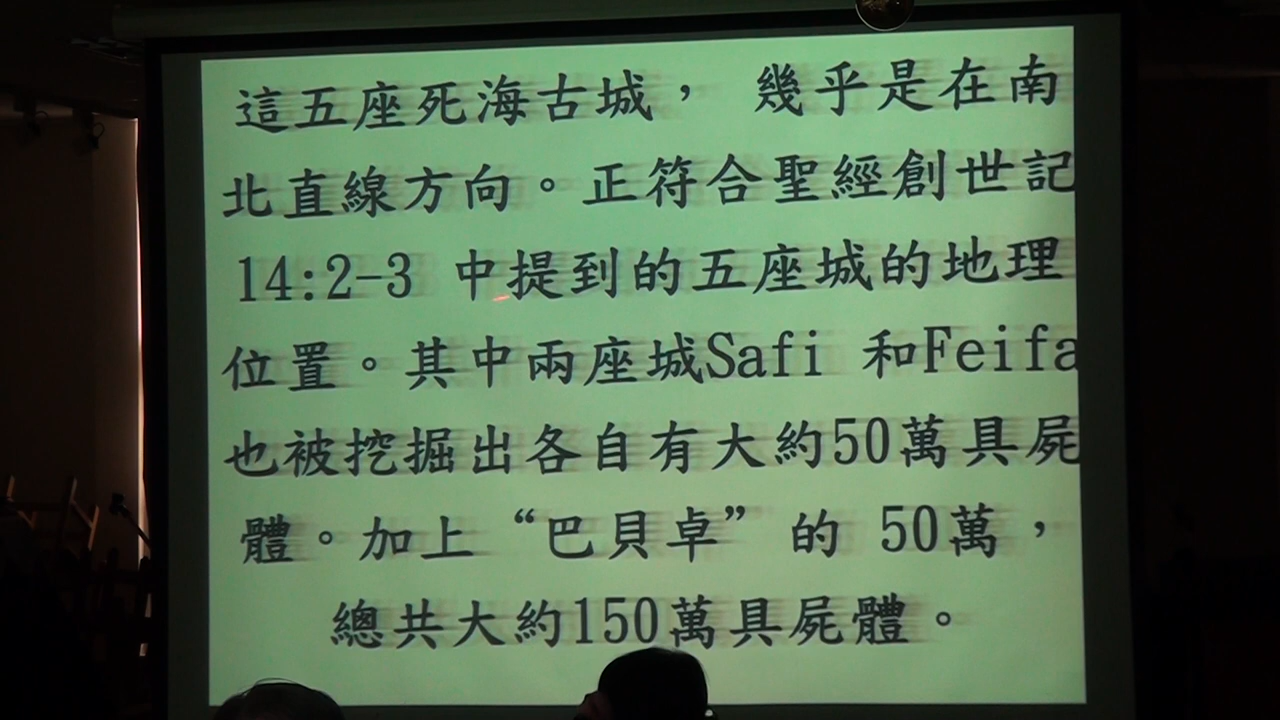 這五座死海古城， 幾乎是在南
北直線方向。正符合聖經創世記
14:2-3 中提到的五座城的地理
位置。其中兩座城Safi 和Feifa
也被挖掘出各自有大約50萬具屍
體。加上“巴貝卓”的 50萬，
總共大約150萬具屍體。